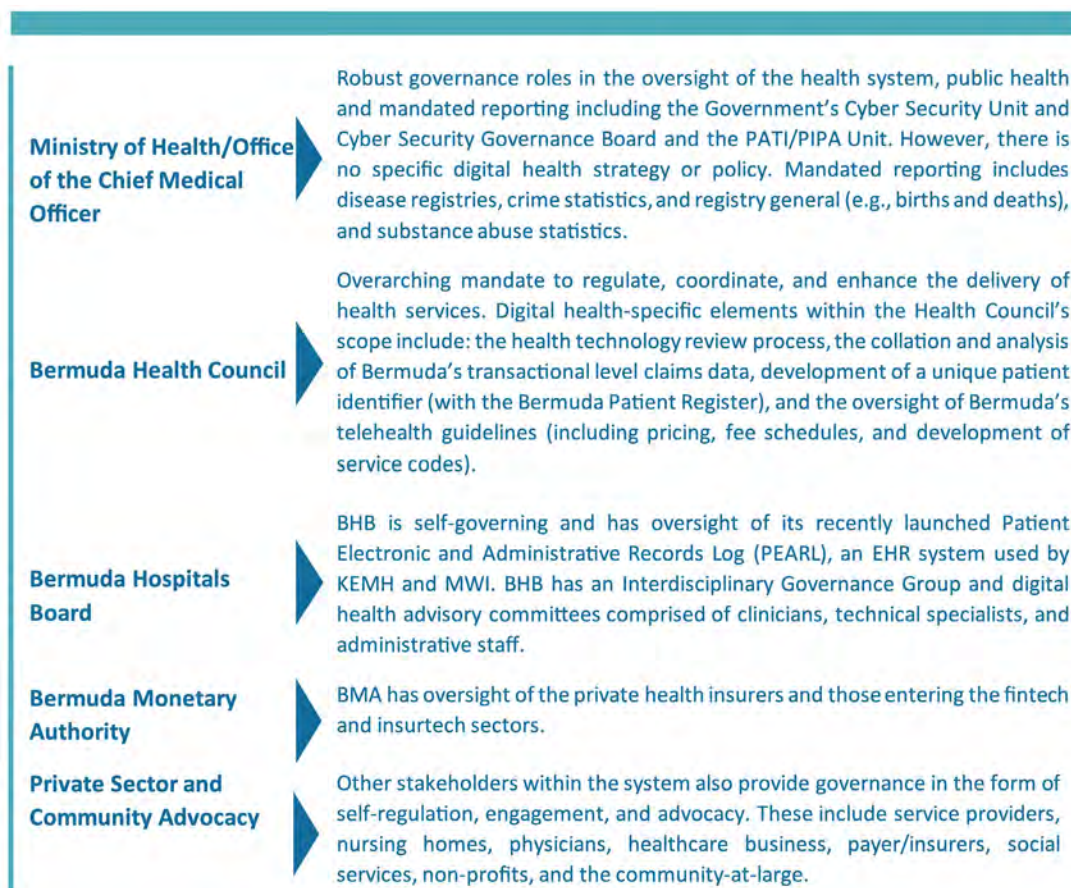 Ministry of Health/Office
of the Chief Medical
Officer
Robust governance roles in the oversight of the health system, public health
and mandated reporting including the Government's Cyber Security Unit and
Cyber Security Governance Board and the PATI/PIPA Unit. However, there is
no specific digital health strategy or policy. Mandated reporting includes
disease registries, crime statistics, and registry general (e.g., births and deaths),
and substance abuse statistics.
Bermuda Health Council
Overarching mandate to regulate, coordinate, and enhance the delivery of
health services. Digital health-specific elements within the Health Council's
scope include: the health technology review process, the collation and analysis
of Bermuda's transactional level claims data, development of a unique patient
identifier (with the Bermuda Patient Register), and the oversight of Bermuda's
telehealth guidelines (including pricing, fee schedules, and development of
service codes).
Bermuda Hospitals
Board
BHB is self-governing and has oversight of its recently launched Patient
Electronic and Administrative Records Log (PEARL), an EHR system used by
KEMH and MWI. BHB has an Interdisciplinary Governance Group and digital
health advisory committees comprised of clinicians, technical specialists, and
administrative staff.
Bermuda Monetary
Authority
BMA has oversight of the private health insurers and those entering the fintech
and insurtech sectors.
Private Sector and
Community Advocacy
Other stakeholders within the system also provide governance in the form of
self-regulation, engagement, and advocacy. These include service providers,
nursing homes, physicians, healthcare business, payer/insurers, social
services, non-profits, and the community-at-large.